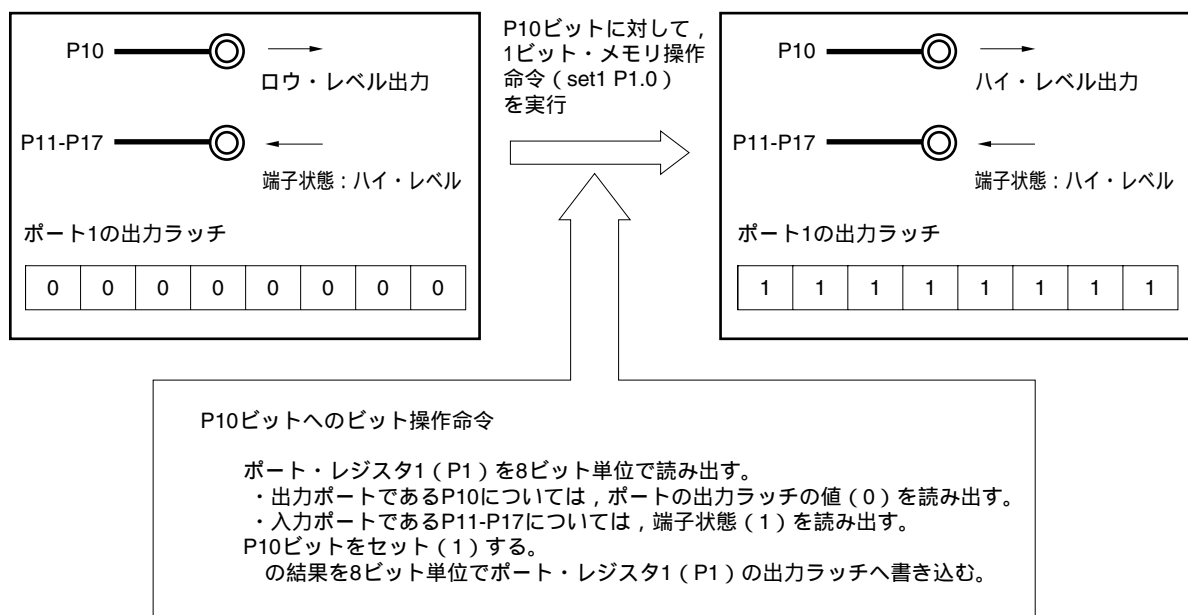 P10
ロウ・レベル出力
P11-P17
端子状態：ハイ・レベル
ポート1の出力ラッチ
0 0 0 0 0 0 0 0
P10ビットに対して，
1ビット・メモリ操作
命令（set1 P1.0）
を実行
P10
ハイ・レベル出力
P11-P17
端子状態：ハイ・レベル
ポート1の出力ラッチ
1 1 1 1 1 1 1 1
P10ビットへのビット操作命令
ポート・レジスタ1（P1）を8ビット単位で読み出す。
・出力ポートであるP10については，ポートの出力ラッチの値（0）を読み出す。
・入力ポートであるP11-P17については，端子状態（1）を読み出す。
P10ビットをセット（1）する。
の結果を8ビット単位でポート・レジスタ1（P1）の出力ラッチへ書き込む。